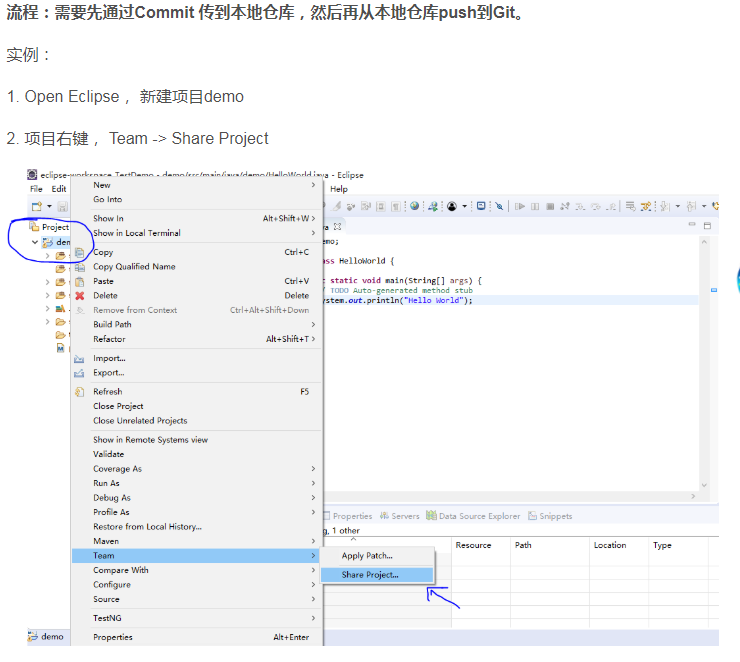 流程：需要先通过Commit 传到本地仓库，然后再从本地仓库push到Git。
实例：
1. Open Eclipse ，新建项目demo
2. 项目右键， Team -> Share Project
eclipse-workspace_TestDemo - demo/src/main/java/demo/HelloWorld.java - Eclipse
File Edit Help
Project
demo;
New
Go Into
Show In Alt+Shift+W
Show in Local Terminal
Copy Ctrl+C
Copy Qualified Name
Paste Ctrl+V
Delete Delete
Remove from Context Ctrl+Alt+Shift+Down
Build Path
Refactor Alt+Shift+T
Import...
Export...
Refresh F5
Close Project
Close Unrelated Projects
Show in Remote Systems view
Validate
Coverage As
Run As
Debug As
Profile As
Restore from Local History...
Maven
Team
Compare With
Configure
Source
TestNG
Properties Alt+Enter
Apply Patch...
Share Project...
ass HelloWorld {
static void main(String[] args) {
TODO Auto-generated method stub
ystem.out.println("Hello World");
Properties Servers Data Source Explorer Snippets
g, 1 other
Resource Path Location Type
demo